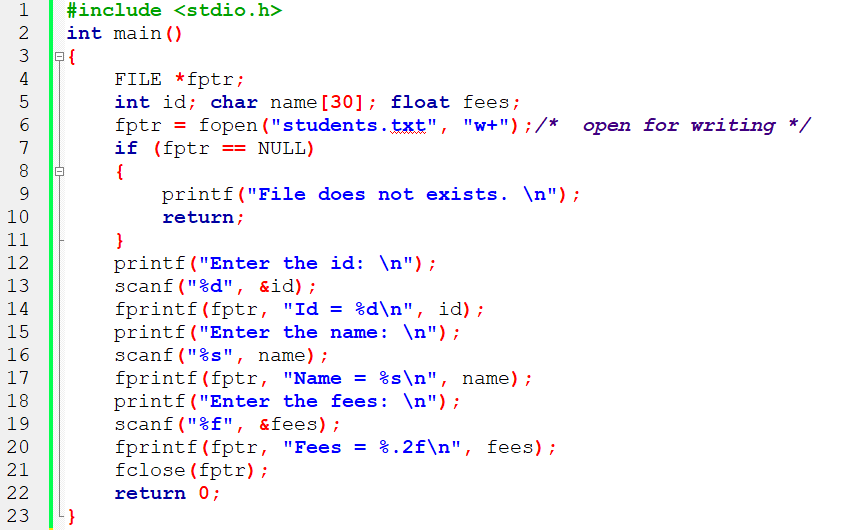 1 #include <stdio.h>
2 int main()
3 {
4 FILE *fptr;
5 int id; char name[30]; float fees;
6 fptr = fopen("students.txt", "w+");/*  open for writing */
7 if (fptr == NULL)
8 {
9 printf("File does not exists. \n");
10 return;
11 }
12 printf("Enter the id: \n");
13 scanf("%d", &id);
14 fprintf(fptr, "Id = %d\n", id);
15 printf("Enter the name: \n");
16 scanf("%s", name);
17 fprintf(fptr, "Name = %s\n", name);
18 printf("Enter the fees: \n");
19 scanf("%f", &fees);
20 fprintf(fptr, "Fees = %.2f\n", fees);
21 fclose(fptr);
22 return 0;
23 }